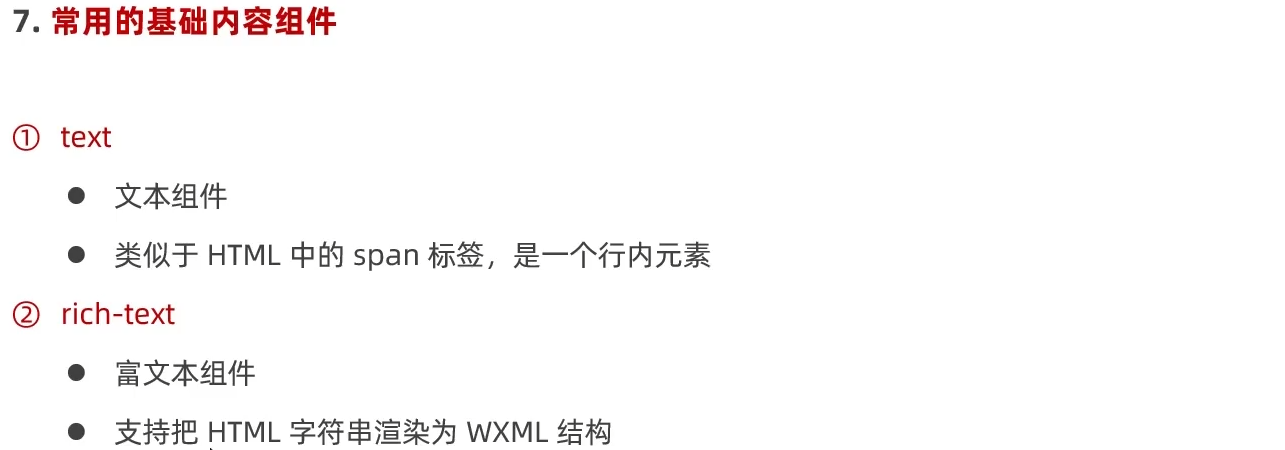 7. 常用的基础内容组件
① text
● 文本组件
● 类似于 HTML 中的 span 标签，是一个行内元素
② rich-text
● 富文本组件
● 支持把 HTML 字符串渲染为 WXML 结构